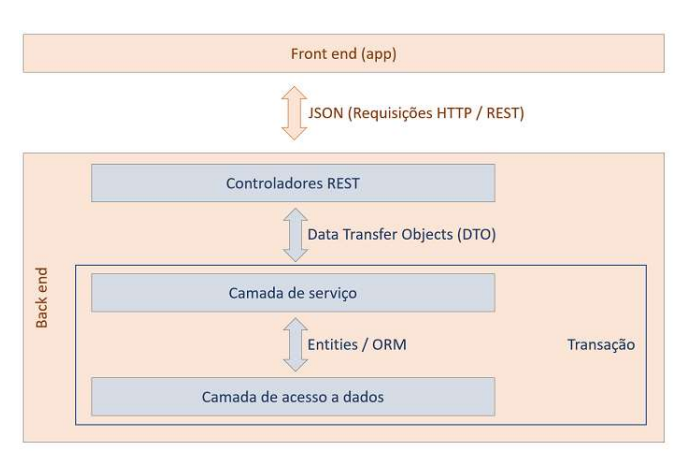 Front end (app)
JSON (Requisições HTTP / REST)
Controladores REST
Data Transfer Objects (DTO)
Back end
Camada de serviço
Entities / ORM
Transação
Camada de acesso a dados